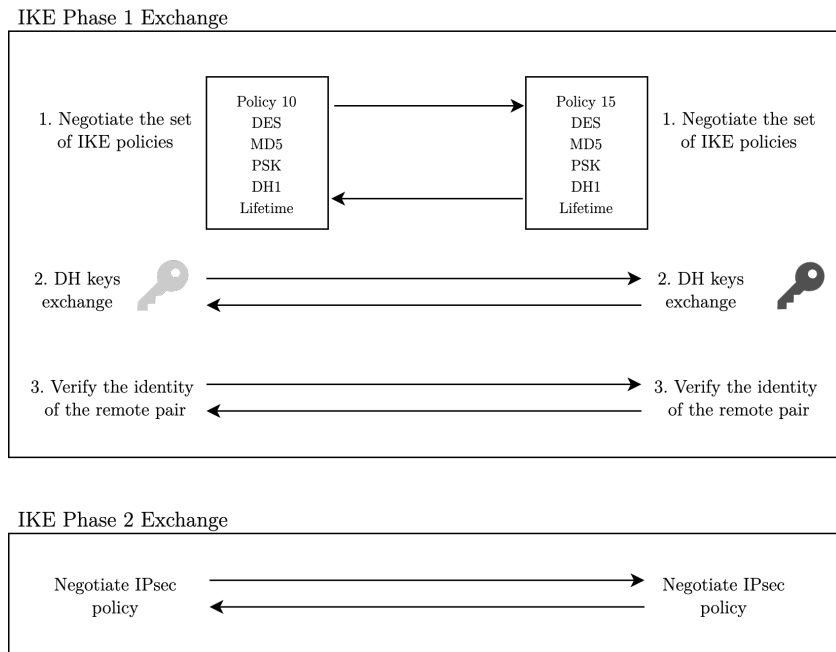 IKE Phase 1 Exchange
1. Negotiate the set
of IKE policies
Policy 10
DES
MD5
PSK
DH1
Lifetime
Policy 15
DES
MD5
PSK
DH1
Lifetime
1. Negotiate the set
of IKE policies
2. DH keys
exchange
2. DH keys
exchange
3. Verify the identity
of the remote pair
3. Verify the identity
of the remote pair
IKE Phase 2 Exchange
Negotiate IPsec
policy
Negotiate IPsec
policy